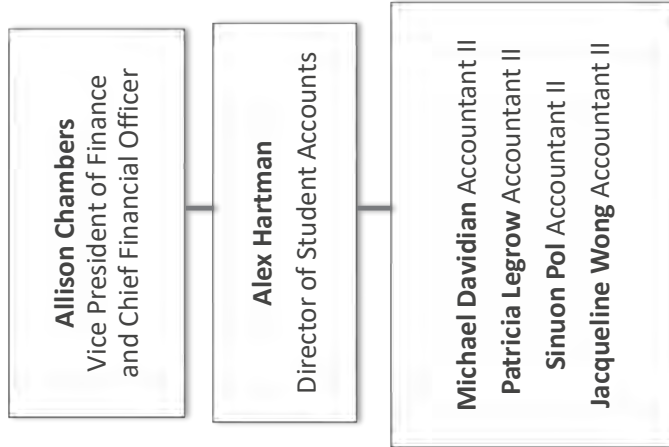 Allison Chambers
Vice President of Finance
and Chief Financial Officer
Alex Hartman
Director of Student Accounts
Michael Davidian Accountant II
Patricia Legrow Accountant II
Sinuon Pol Accountant II
Jacqueline Wong Accountant II